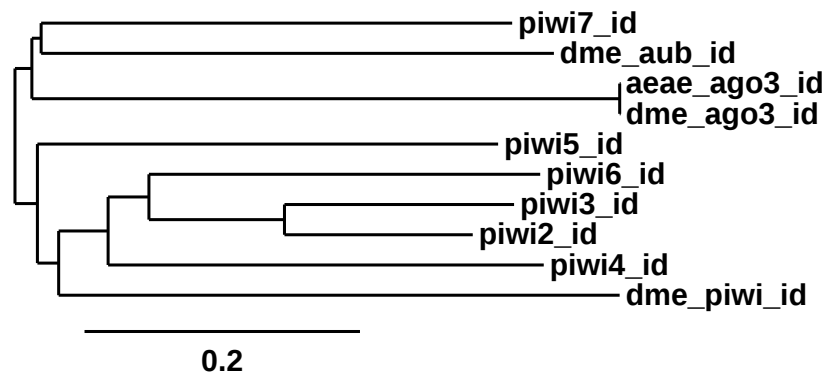 piwi7_id
dme_aub_id
aeae_ago3_id
dme_ago3_id
piwi5_id
piwi6_id
piwi3_id
piwi2_id
piwi4_id
dme_piwi_id
0.2